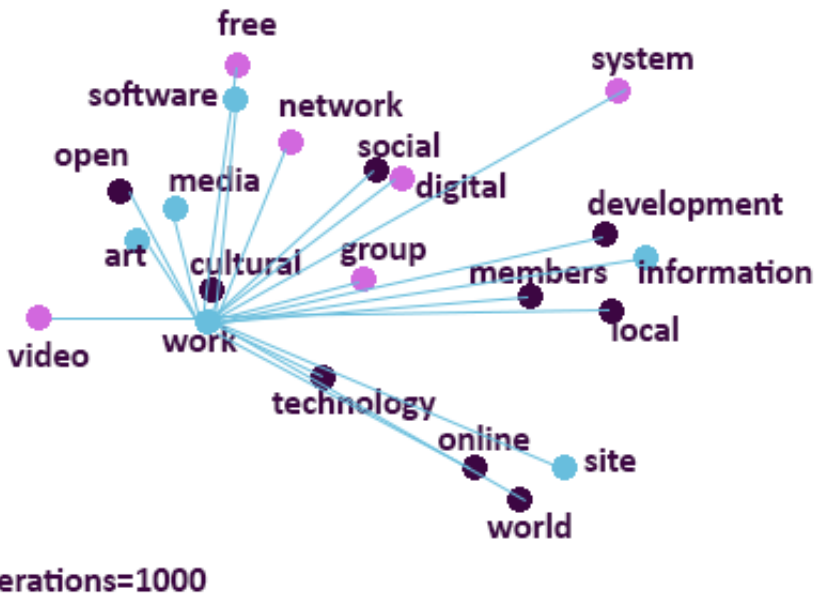 free
system
software
network
open
social
media
digital
development
art
cultural
group
members
information
local
work
video
technology
online
site
world
erations=1000